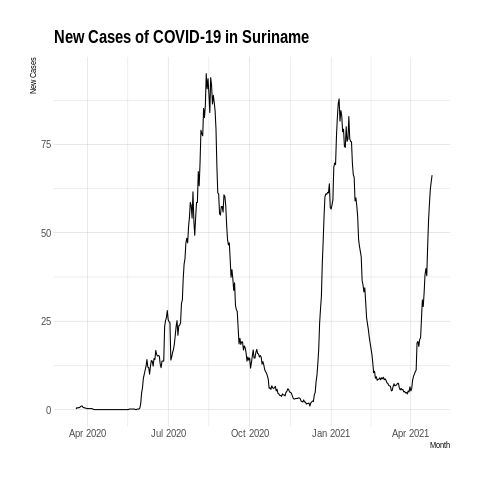 New Cases of COVID-19 in Suriname
New Cases
75
50
25
0
Apr 2020 Jul 2020 Oct 2020 Jan 2021 Apr 2021
Month